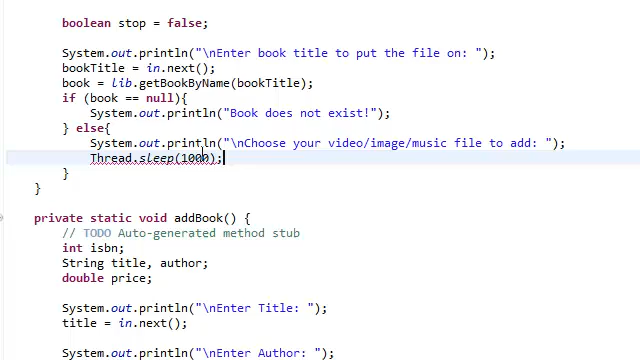 boolean stop = false;
System.out.println("\nEnter book title to put the file on: ");
bookTitle = in.next();
book = lib.getBookByName(bookTitle);
if (book == null){
System.out.println("Book does not exist!");
} else{
System.out.println("\nChoose your video/image/music file to add: ");
Thread.sleep(1000);
}
}
private static void addBook() {
// TODO Auto-generated method stub
int isbn;
String title, author;
double price;
System.out.println("\nEnter Title: ");
title = in.next();
System.out.println("\nEnter Author: ");